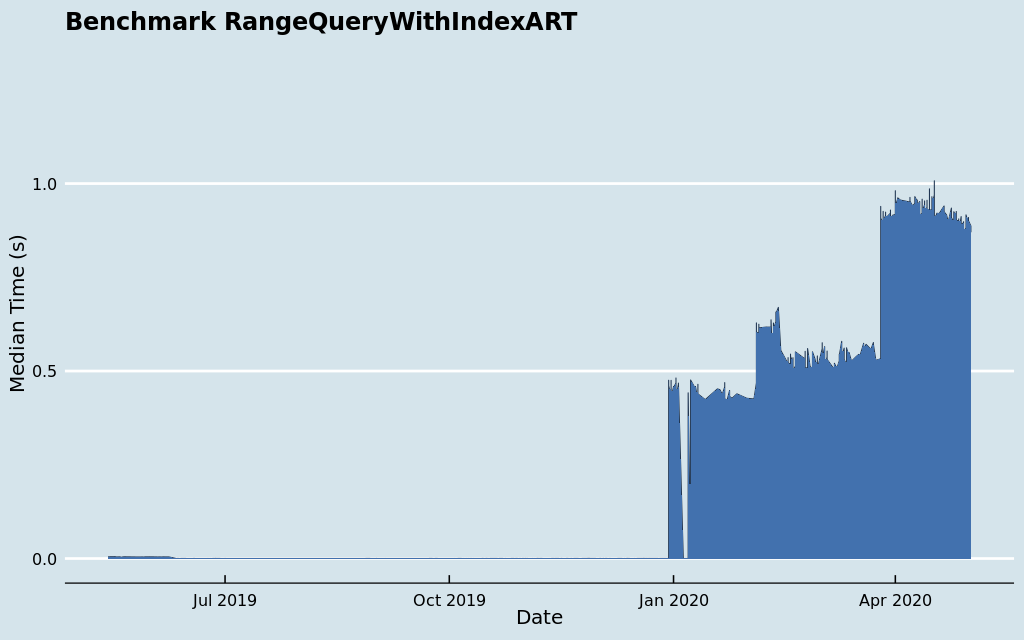 Benchmark RangeQueryWithIndexART
Median Time (s)
1.0
0.5
0.0
Jul 2019 Oct 2019 Jan 2020 Apr 2020
Date